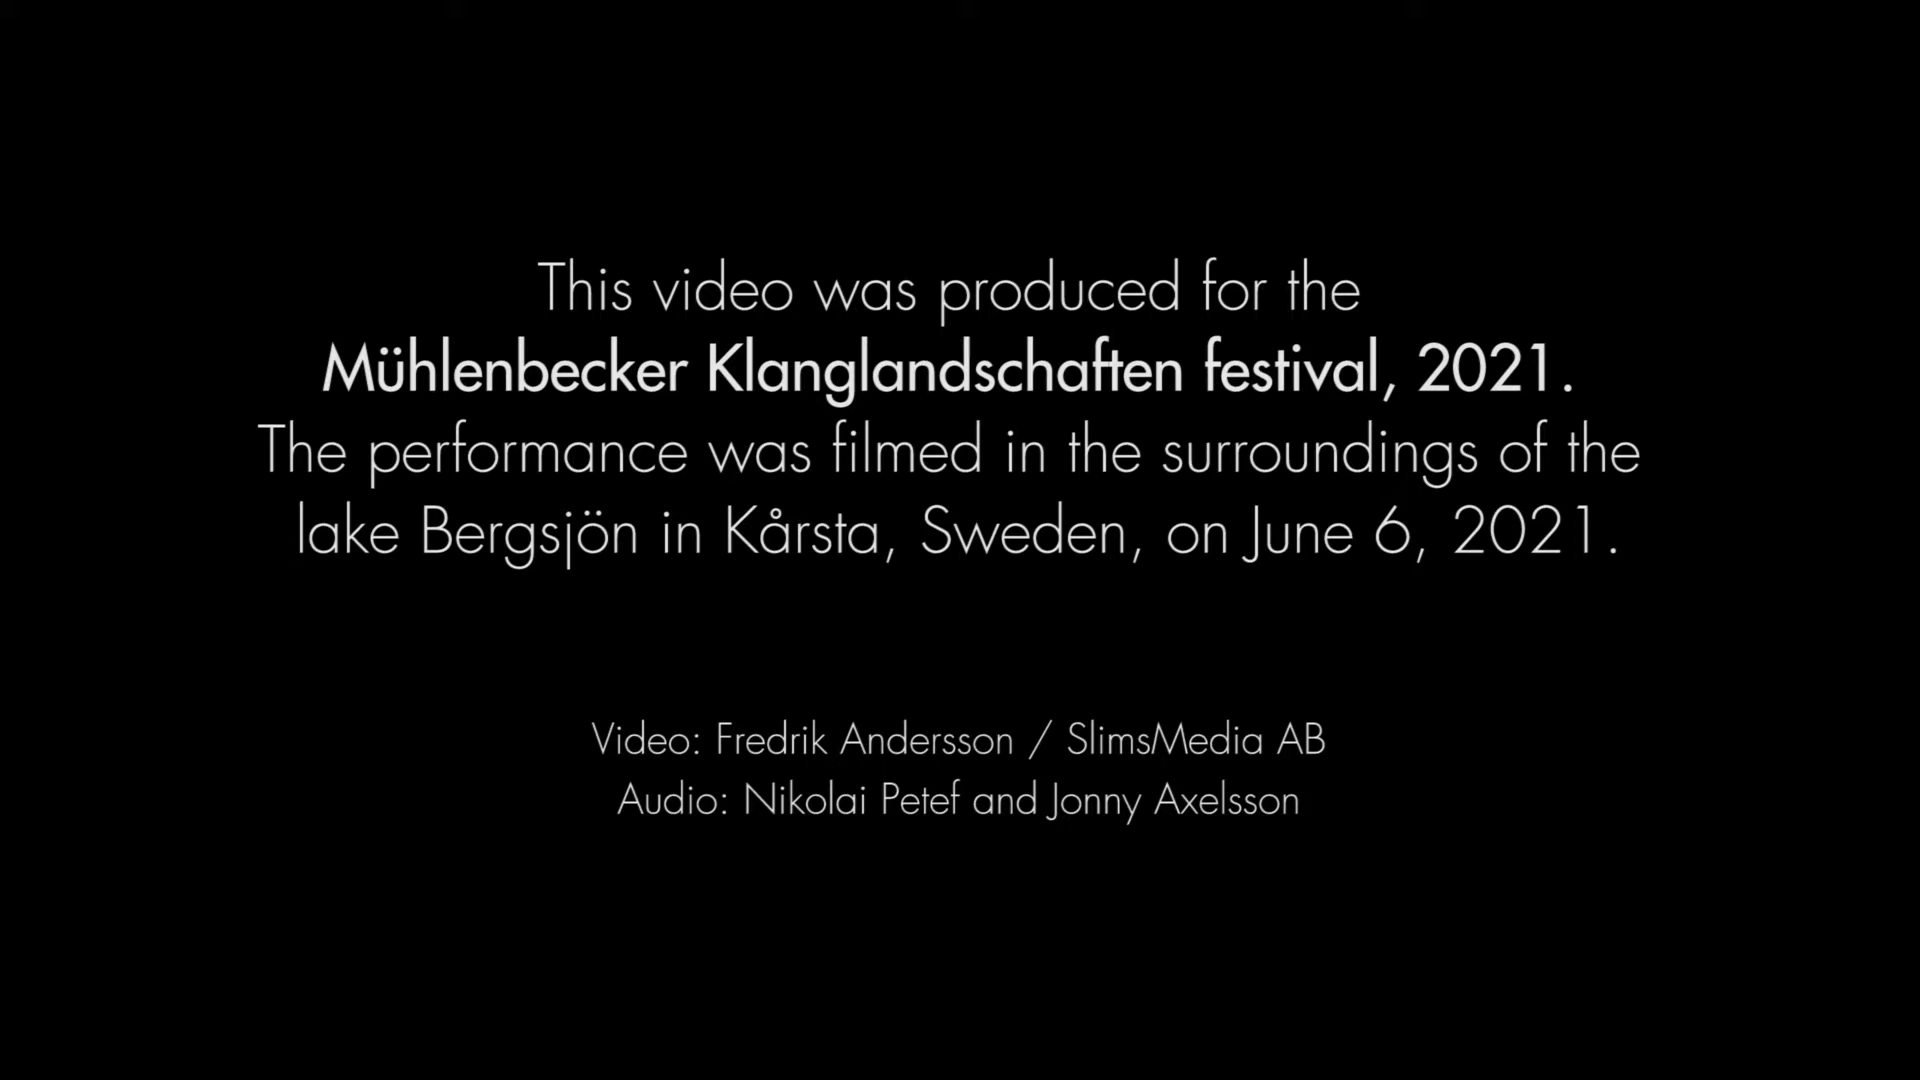 This video was produced for the
Mühlenbecker Klanglandschaften festival, 2021.
The performance was filmed in the surroundings of the
lake Bergsjön in Kårsta, Sweden, on June 6, 2021.
Video: Fredrik Andersson / SlimsMedia AB
Audio: Nikolai Petef and Jonny Axelsson